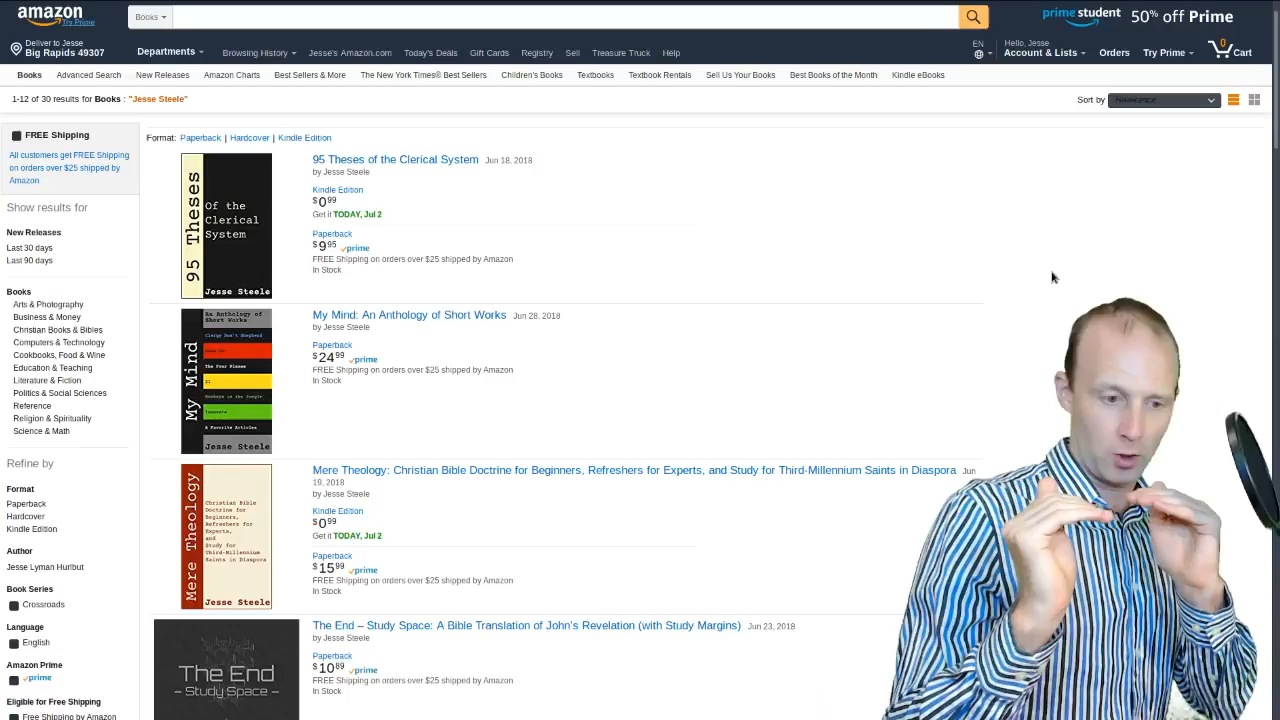 amazon
Try Prime
Books
prime student 50% off Prime
Deliver to Jesse
Big Rapids 49307
Departments
Browsing History
Jesse's Amazon.com
Today's Deals
Gift Cards
Registry
Sell
Treasure Truck
Help
EN
Hello, Jesse
Account & Lists
Orders
Try Prime
0
Cart
Books
Advanced Search
New Releases
Amazon Charts
Best Sellers & More
The New York Times® Best Sellers
Children's Books
Textbooks
Textbook Rentals
Sell Us Your Books
Best Books of the Month
Kindle eBooks
1-12 of 30 results for Books : "Jesse Steele"
Sort by
FREE Shipping
All customers get FREE Shipping
on orders over $25 shipped by
Amazon
Show results for
New Releases
Last 30 days
Last 90 days
Books
Arts & Photography
Business & Money
Christian Books & Bibles
Computers & Technology
Cookbooks, Food & Wine
Education & Teaching
Literature & Fiction
Politics & Social Sciences
Reference
Religion & Spirituality
Science & Math
Refine by
Format
Paperback
Hardcover
Kindle Edition
Author
Jesse Lyman Hurlbut
Book Series
Crossroads
Language
English
Amazon Prime
prime
Eligible for Free Shipping
Free Shipping by Amazon
Format: Paperback | Hardcover | Kindle Edition
95 Theses
Of the
Clerical
System
Jesse Steele
95 Theses of the Clerical System Jun 18, 2018
by Jesse Steele
Kindle Edition
$0 99
Get it TODAY, Jul 2
Paperback
$9 95 prime
FREE Shipping on orders over $25 shipped by Amazon
In Stock
My Mind
An Anthology of
Short Works
Clergy Don't Shepherd
The Four Planes
Monkeys in the Jungle
& Favorite Articles
Jesse Steele
My Mind: An Anthology of Short Works Jun 28, 2018
by Jesse Steele
Paperback
$24 99 prime
FREE Shipping on orders over $25 shipped by Amazon
In Stock
Mere Theology
Christian Bible
Doctrine for
Beginners,
Refreshers for
Experts,
and
Study for
Third-Millennium
Saints in Diaspora
Jesse Steele
Mere Theology: Christian Bible Doctrine for Beginners, Refreshers for Experts, and Study for Third-Millennium Saints in Diaspora Jun
19, 2018
by Jesse Steele
Kindle Edition
$0 99
Get it TODAY, Jul 2
Paperback
$15 99 prime
FREE Shipping on orders over $25 shipped by Amazon
In Stock
The End
–Study Space–
The End – Study Space: A Bible Translation of John's Revelation (with Study Margins) Jun 23, 2018
by Jesse Steele
Paperback
$10 89 prime
FREE Shipping on orders over $25 shipped by Amazon
In Stock